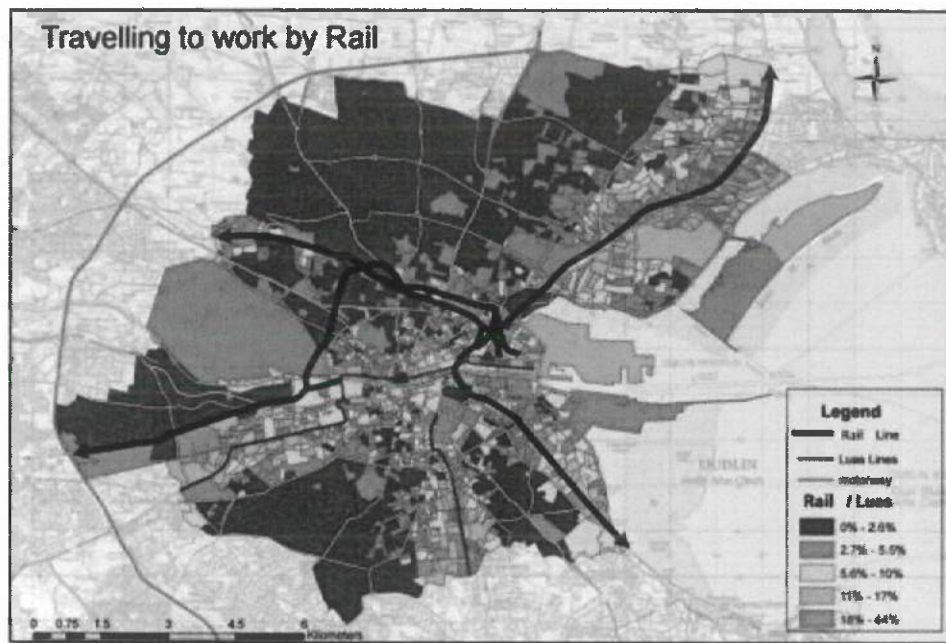 Travelling to work by Rail
N
Legend
Rail Line
Luas Lines
motorway
Rail / Luas
0% - 2.6%
2.7% - 5.5%
5.6% - 10%
11% - 17%
18% - 44%
DUBLIN
0 0.75 1.5 3 4.5 6
Kilometers